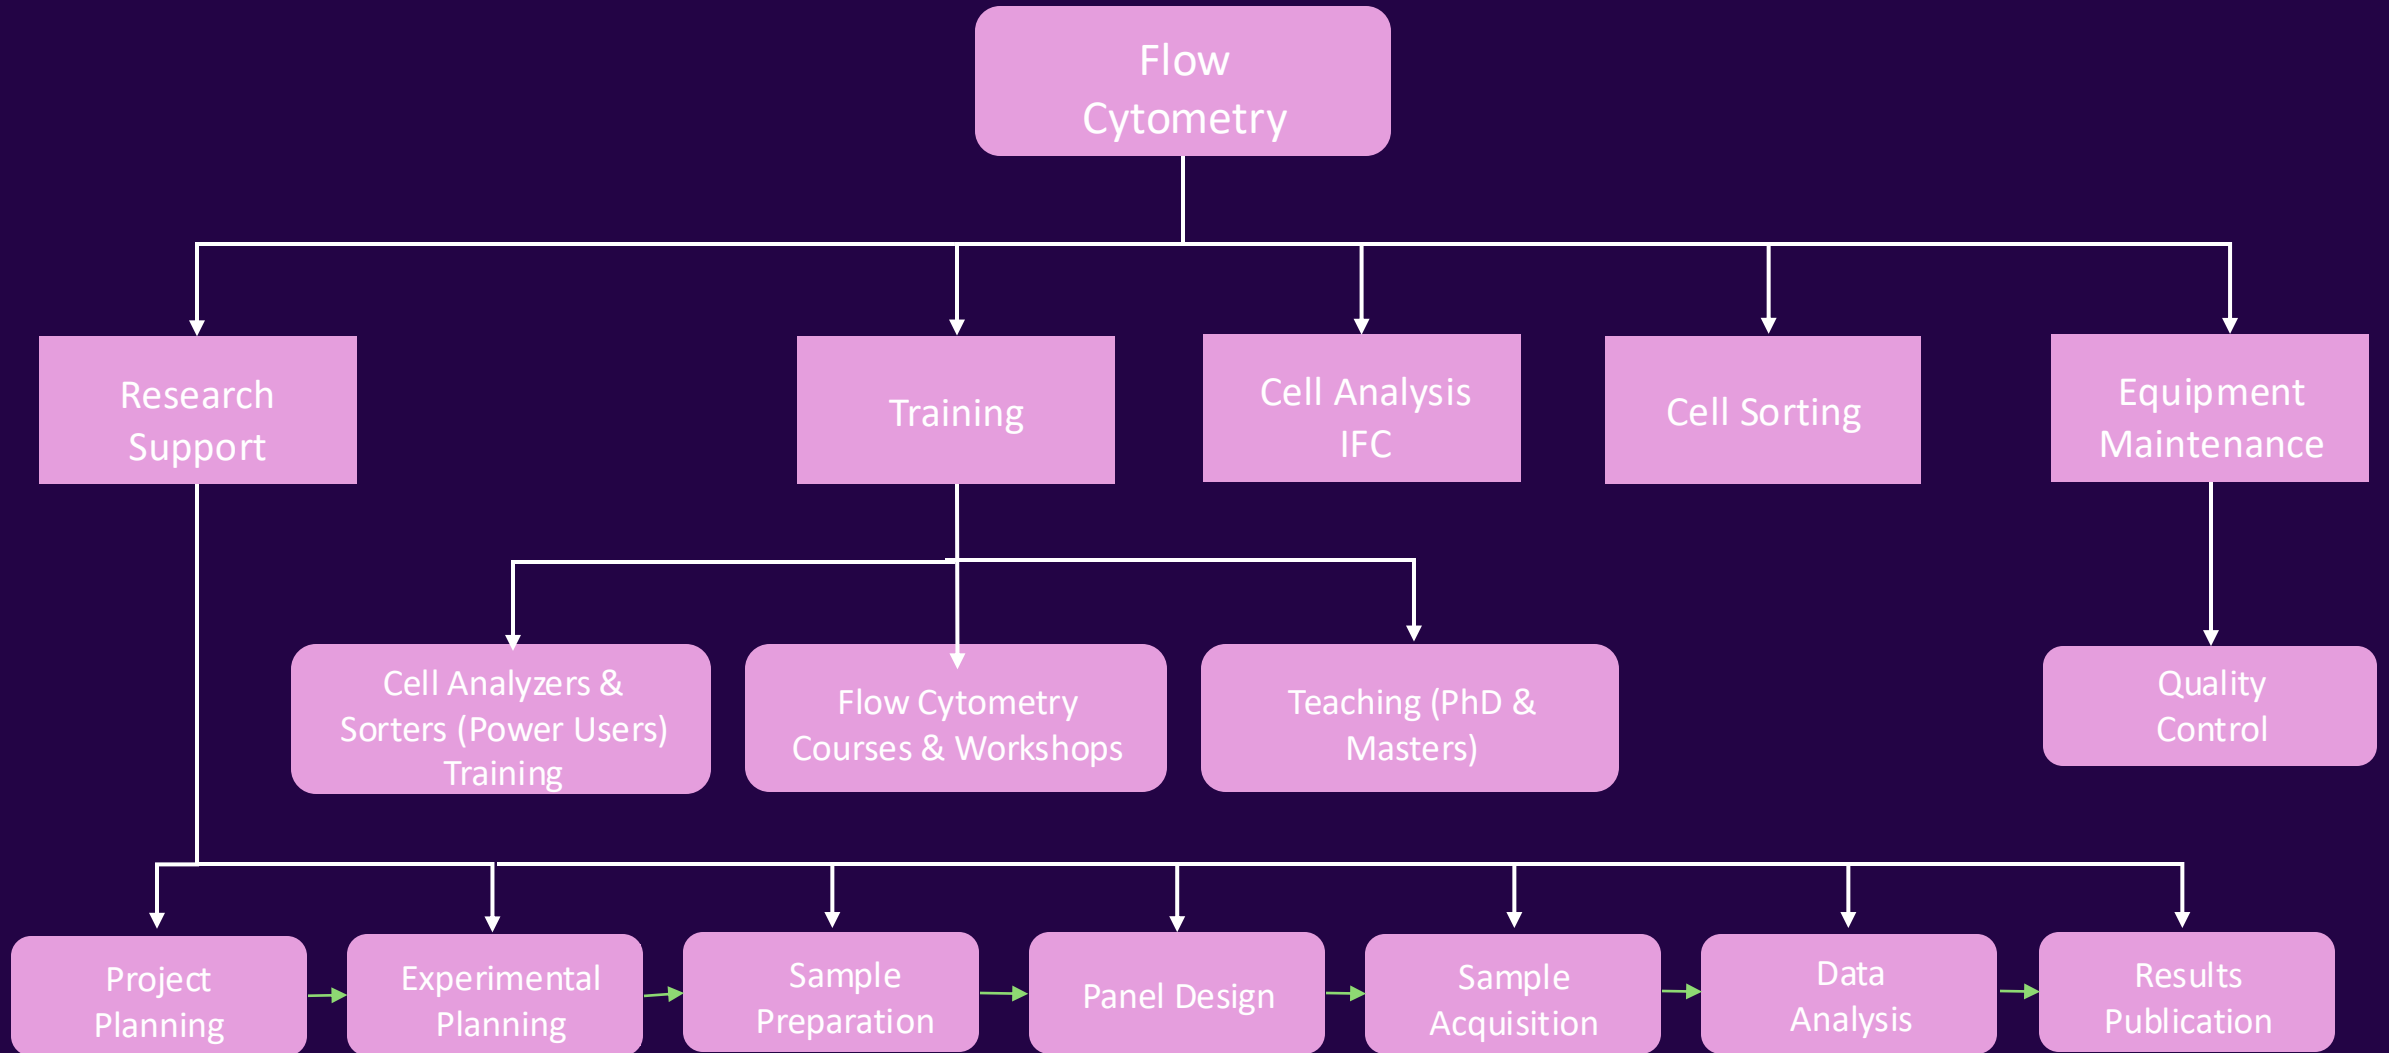 Flow
Cytometry
Research
Support
Training
Cell Analysis
IFC
Cell Sorting
Equipment
Maintenance
Cell Analyzers &
Sorters (Power Users)
Training
Flow Cytometry
Courses & Workshops
Teaching (PhD &
Masters)
Quality
Control
Project
Planning
Experimental
Planning
Sample
Preparation
Panel Design
Sample
Acquisition
Data
Analysis
Results
Publication